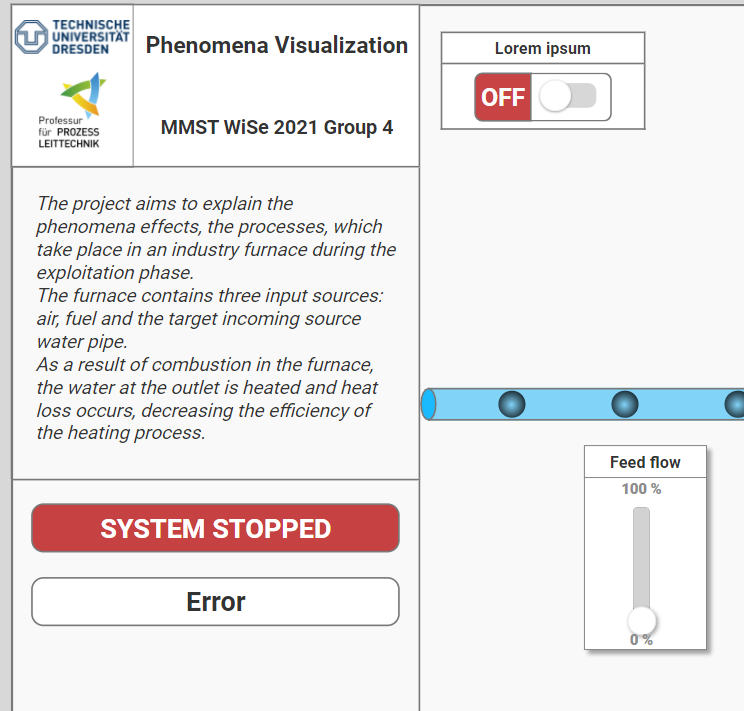 TECHNISCHE
UNIVERSITÄT
DRESDEN
Phenomena Visualization
Professur
für PROZESS
LEITTECHNIK
MMST WiSe 2021 Group 4
The project aims to explain the
phenomena effects, the processes, which
take place in an industry furnace during the
exploitation phase.
The furnace contains three input sources:
air, fuel and the target incoming source
water pipe.
As a result of combustion in the furnace,
the water at the outlet is heated and heat
loss occurs, decreasing the efficiency of
the heating process.
SYSTEM STOPPED
Error
Lorem ipsum
OFF
Feed flow
100 %
0 %